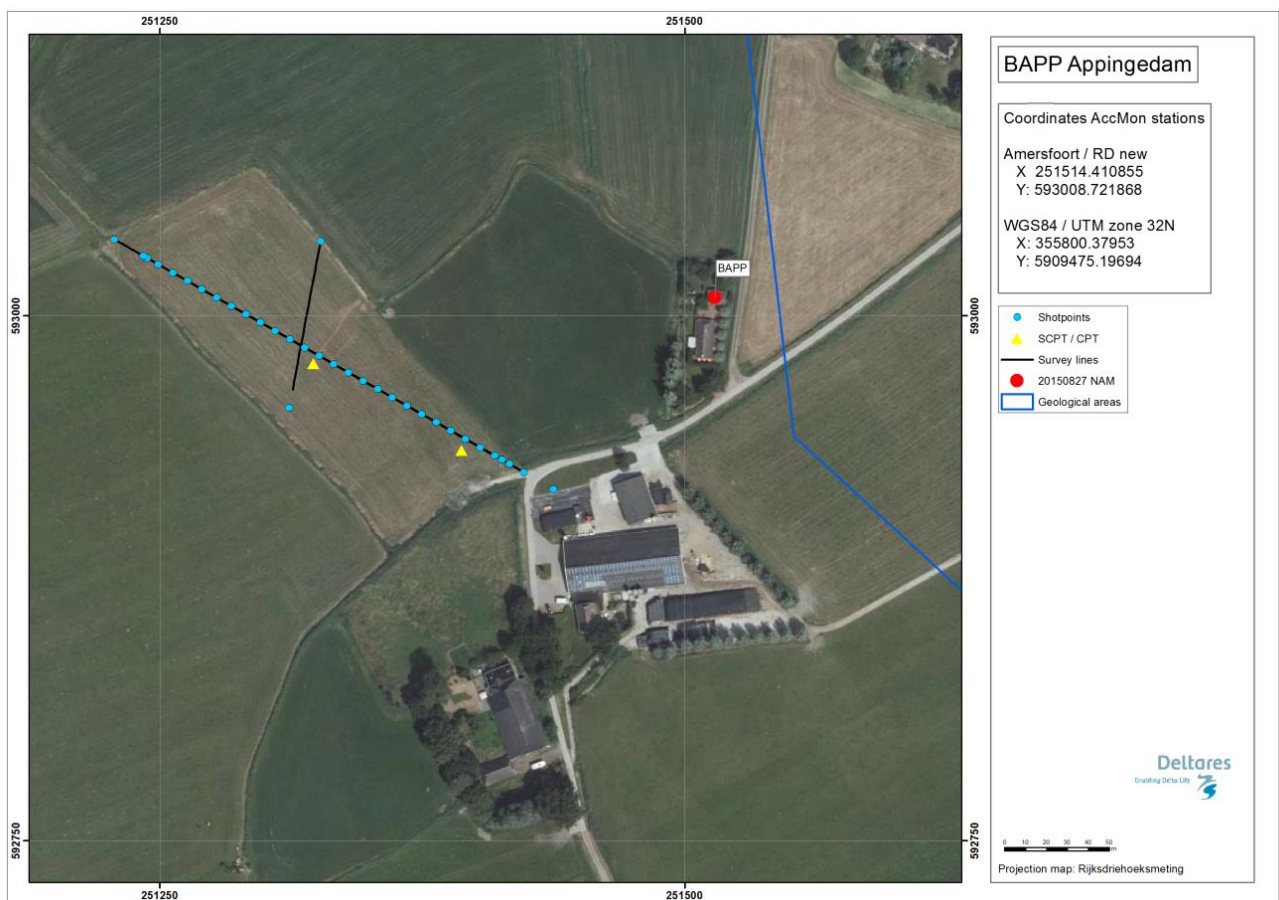 251250
251500
BAPP Appingedam
Coordinates AccMon stations
Amersfoort / RD new
X 251514.410855
Y: 593008.721868
WGS84 / UTM zone 32N
X: 355800.37953
Y: 5909475.19694
BAPP
593000
593000
Shotpoints
SCPT / CPT
Survey lines
20150827 NAM
Geological areas
Deltares
Enabling Delta Life
592750
592750
0 10 20 30 40 50
m
Projection map: Rijksdriehoeksmeting
251250
251500